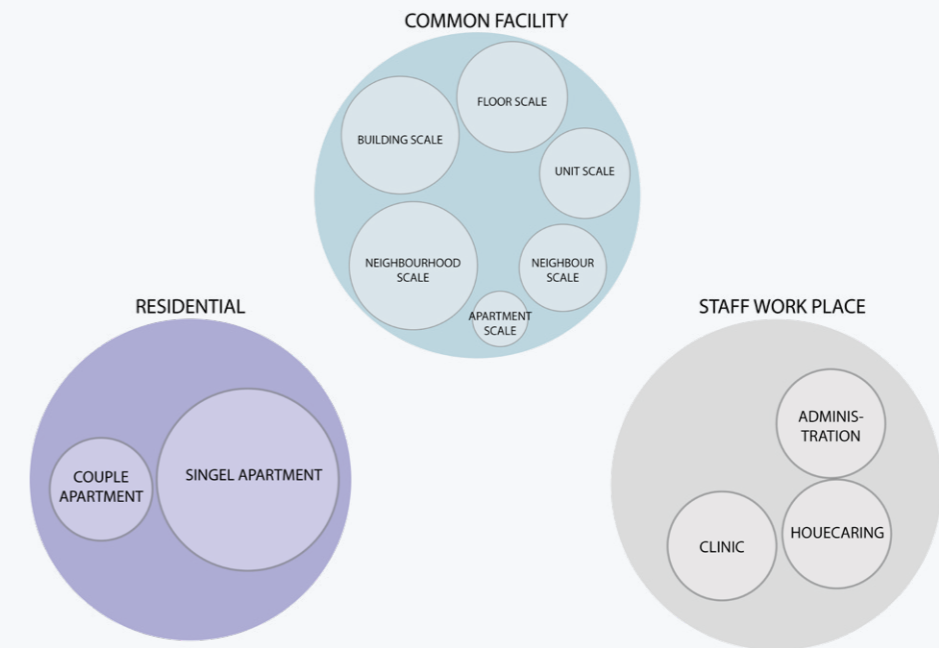 COMMON FACILITY
FLOOR SCALE
BUILDING SCALE
UNIT SCALE
NEIGHBOURHOOD
SCALE
NEIGHBOUR
SCALE
APARTMENT
SCALE
RESIDENTIAL
COUPLE
APARTMENT
SINGEL APARTMENT
STAFF WORK PLACE
ADMINIS-
TRATION
CLINIC
HOUECARING